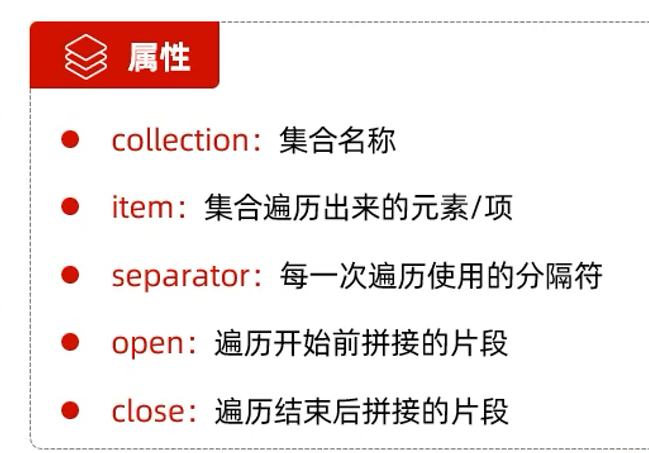 属性
collection：集合名称
item：集合遍历出来的元素/项
separator：每一次遍历使用的分隔符
open：遍历开始前拼接的片段
close：遍历结束后拼接的片段